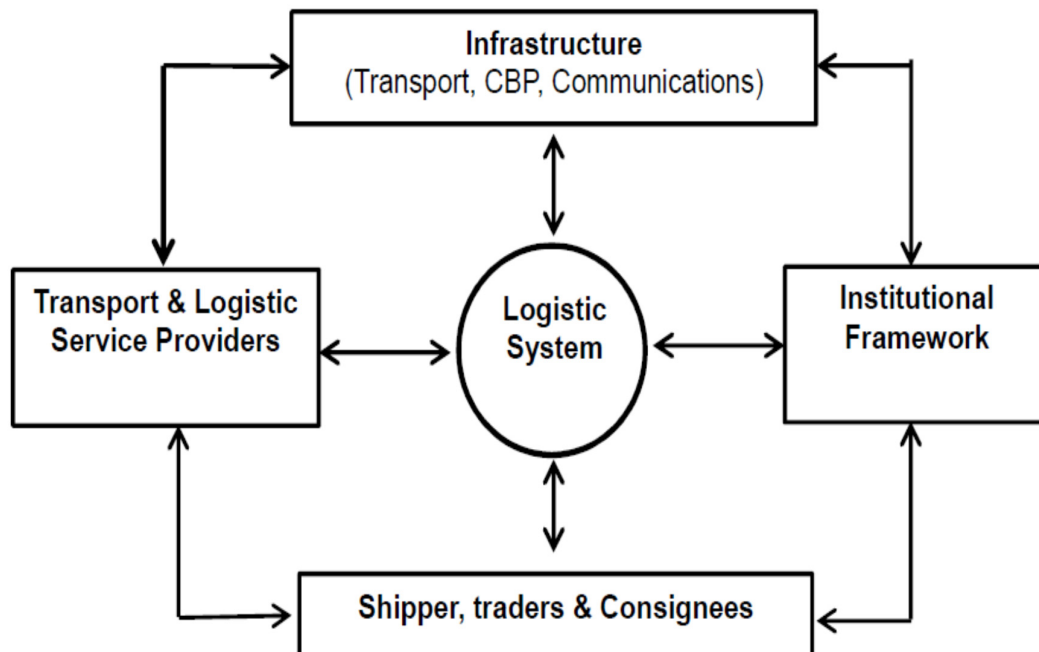 Infrastructure
(Transport, CBP, Communications)
Transport & Logistic
Service Providers
Logistic
System
Institutional
Framework
Shipper, traders & Consignees